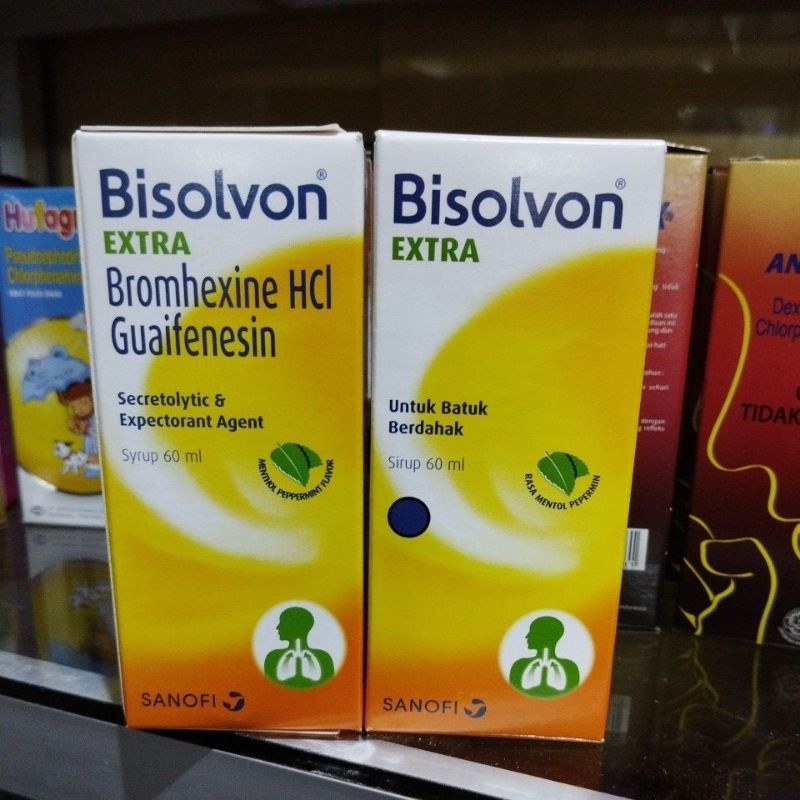 Bisolvon®
EXTRA
Bromhexine HCl
Guaifenesin
Secretolytic &
Expectorant Agent
Syrup 60 ml
MENTHOL PEPPERMINT FLAVOR
SANOFI
Bisolvon®
EXTRA
Untuk Batuk
Berdahak
Sirup 60 ml
RASA MENTOL PEPERMIN
SANOFI
TIDAK